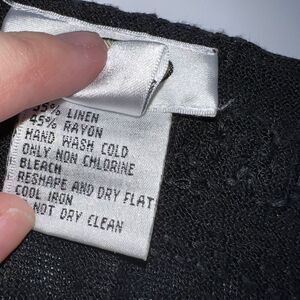 55% LINEN
45% RAYON
HAND WASH COLD
ONLY NON CHLORINE
BLEACH
RESHAPE AND DRY FLAT
COOL IRON
NOT DRY CLEAN